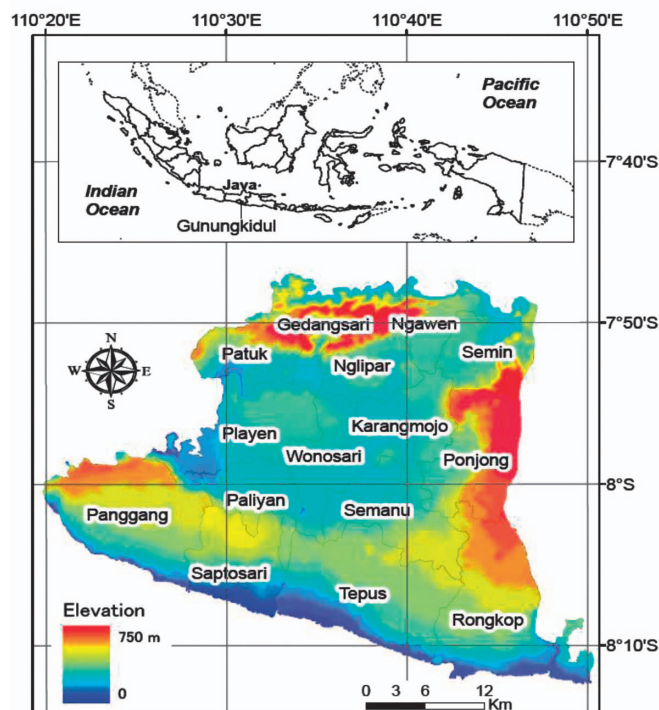 110°20'E
110°30'E
110°40'E
110°50'E
Pacific
Ocean
7°40'S
Indian
Ocean
Java
Gunungkidul
7°50'S
Gedangsari
Ngawen
Patuk
Nglipar
Semin
N
W
E
S
Playen
Karangmojo
Wonosari
Ponjong
8°S
Panggang
Paliyan
Semanu
Saptosari
Tepus
Rongkop
Elevation
750 m
0
8°10'S
0 3 6 12
Km